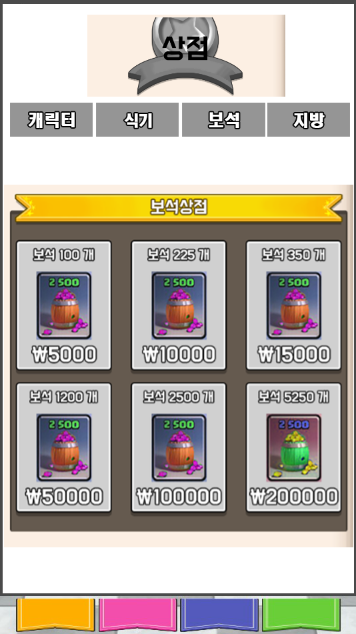 상점
캐릭터 식기 보석 지방
보석상점
보석 100 개 보석 225 개 보석 350 개
2 500 2 500 2 500
₩5000 ₩10000 ₩15000
보석 1200 개 보석 2500 개 보석 5250 개
2 500 2 500 2 500
₩50000 ₩100000 ₩200000